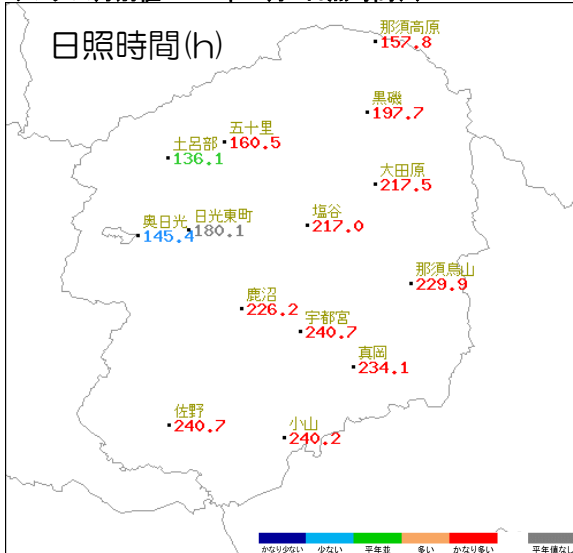 日照時間(h)
那須高原
157.8
黒磯
197.7
五十里
160.5
土呂部
136.1
大田原
217.5
塩谷
217.0
奥日光
145.4
日光東町
180.1
那須烏山
229.9
鹿沼
226.2
宇都宮
240.7
真岡
234.1
佐野
240.7
小山
240.2
かなり少ない 少ない 平年並 多い かなり多い 平年値なし